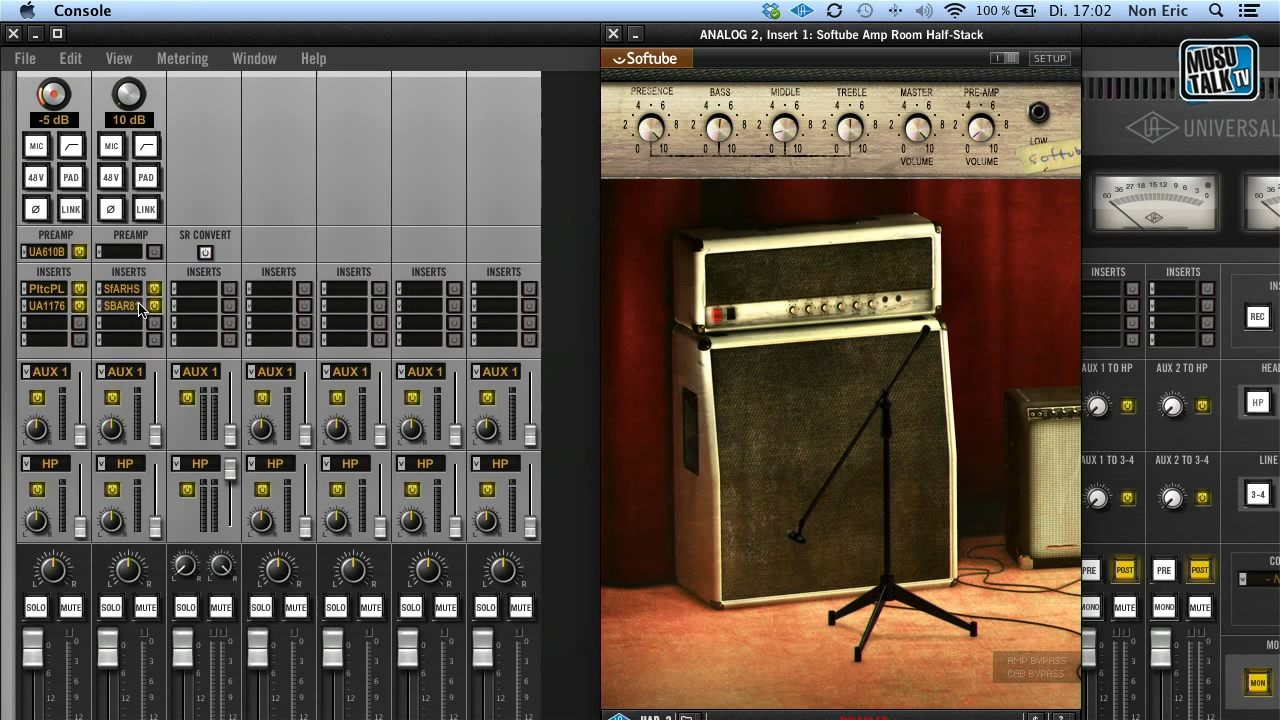 Console
100 %
Di. 17:02
Non Eric
ANALOG 2, Insert 1: Softube Amp Room Half-Stack
MUSU
TALK
TV
File Edit View Metering Window Help
Softube
SETUP
PRESENCE BASS MIDDLE TREBLE MASTER PRE-AMP
VOLUME VOLUME
LOW
UNIVERSAL
-5 dB 10 dB
MIC MIC
48V PAD 48V PAD
Ø LINK Ø LINK
PREAMP PREAMP SR CONVERT
UA610B
INSERTS INSERTS INSERTS INSERTS INSERTS INSERTS INSERTS INSERTS INSERTS
PltcPL SfARHS
UA1176
REC
AUX 1 AUX 1 AUX 1 AUX 1 AUX 1 AUX 1 AUX 1
AUX 1 TO HP AUX 2 TO HP
HP
HP HP HP HP HP HP HP
AUX 1 TO 3-4 AUX 2 TO 3-4
LINE
3-4
PRE POST PRE POST
SOLO MUTE SOLO MUTE SOLO MUTE SOLO MUTE SOLO MUTE SOLO MUTE SOLO MUTE
MONO MUTE MONO MUTE
MON
AMP BYPASS
CAB BYPASS